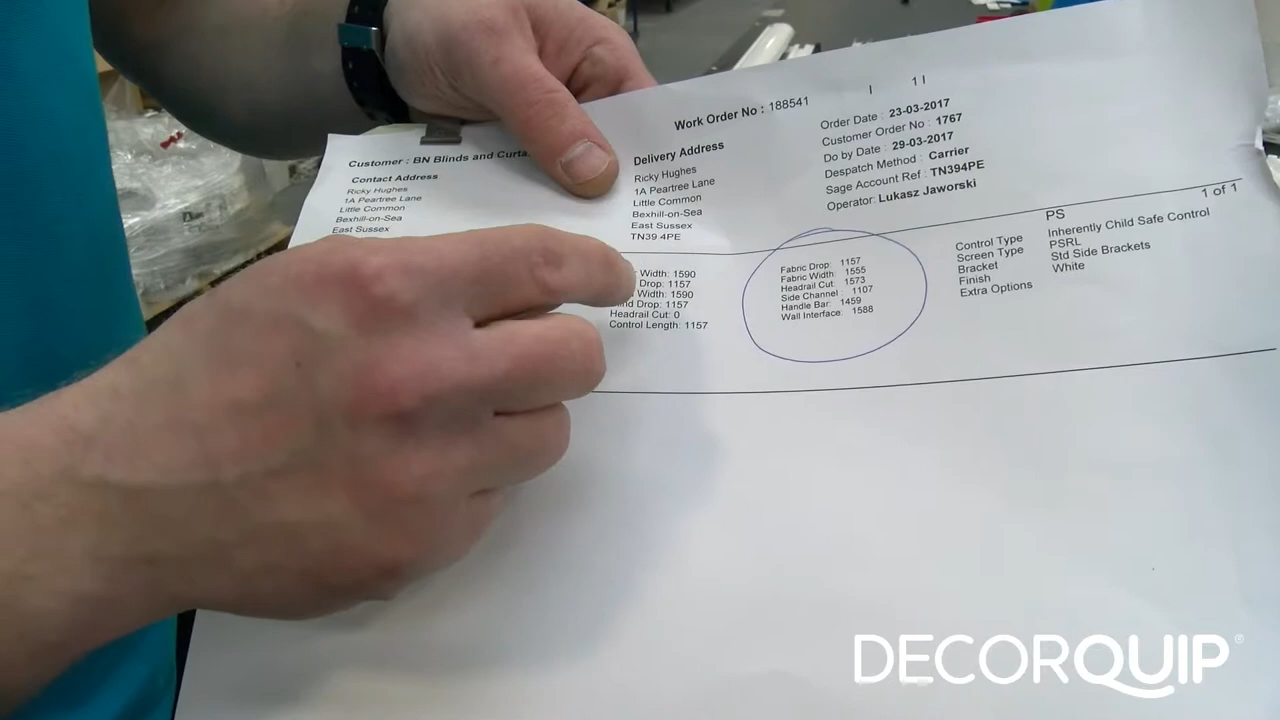 Work Order No : 188541
1 1
Customer : BN Blinds and
Contact Address
Ricky Hughes
1A Peartree Lane
Little Common
Bexhill-on-Sea
East Sussex
Delivery Address
Ricky Hughes
1A Peartree Lane
Little Common
Bexhill-on-Sea
East Sussex
TN39 4PE
Order Date : 23-03-2017
Customer Order No : 1767
Do by Date : 29-03-2017
Despatch Method : Carrier
Sage Account Ref : TN394PE
Operator: Lukasz Jaworski
1 of 1
Width: 1590
Drop: 1157
Width: 1590
Drop: 1157
Headrail Cut: 0
Control Length: 1157
Fabric Drop: 1157
Fabric Width: 1555
Headrail Cut: 1573
Side Channel : 1107
Handle Bar: 1459
Wall Interface: 1588
PS
Control Type Inherently Child Safe Control
Screen Type PSRL
Bracket Std Side Brackets
Finish White
Extra Options
DECORQUIP®